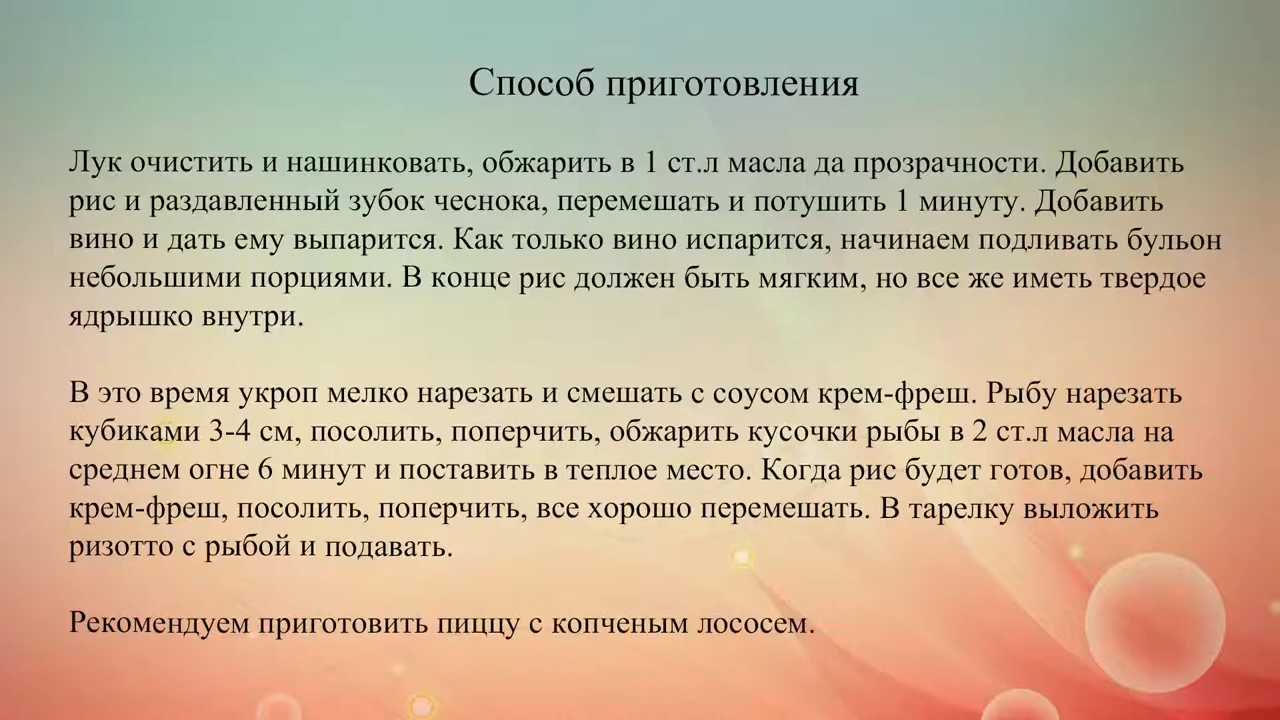 Способ приготовления
Лук очистить и нашинковать, обжарить в 1 ст.л масла да прозрачности. Добавить
рис и раздавленный зубок чеснока, перемешать и потушить 1 минуту. Добавить
вино и дать ему выпарится. Как только вино испарится, начинаем подливать бульон
небольшими порциями. В конце рис должен быть мягким, но все же иметь твердое
ядрышко внутри.
В это время укроп мелко нарезать и смешать с соусом крем-фреш. Рыбу нарезать
кубиками 3-4 см, посолить, поперчить, обжарить кусочки рыбы в 2 ст.л масла на
среднем огне 6 минут и поставить в теплое место. Когда рис будет готов, добавить
крем-фреш, посолить, поперчить, все хорошо перемешать. В тарелку выложить
ризотто с рыбой и подавать.
Рекомендуем приготовить пиццу с копченым лососем.